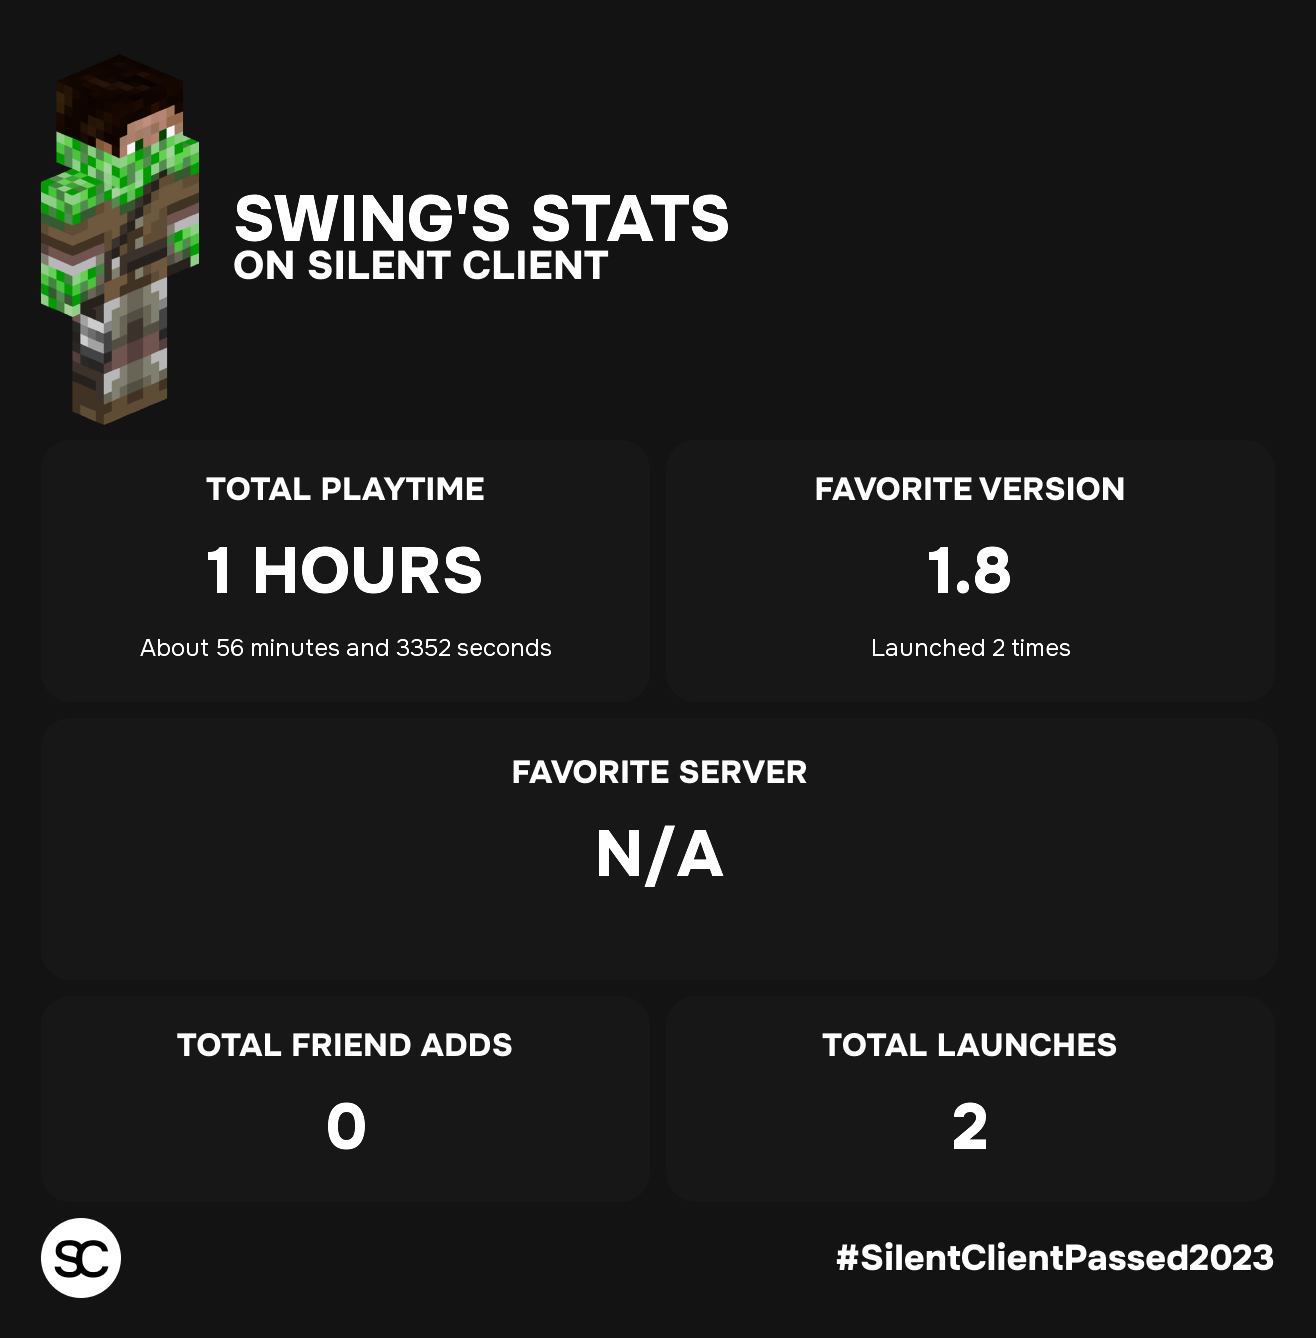 SWING'S STATS
ON SILENT CLIENT
TOTAL PLAYTIME
1 HOURS
About 56 minutes and 3352 seconds
FAVORITE VERSION
1.8
Launched 2 times
FAVORITE SERVER
N/A
TOTAL FRIEND ADDS
0
TOTAL LAUNCHES
2
SC
#SilentClientPassed2023